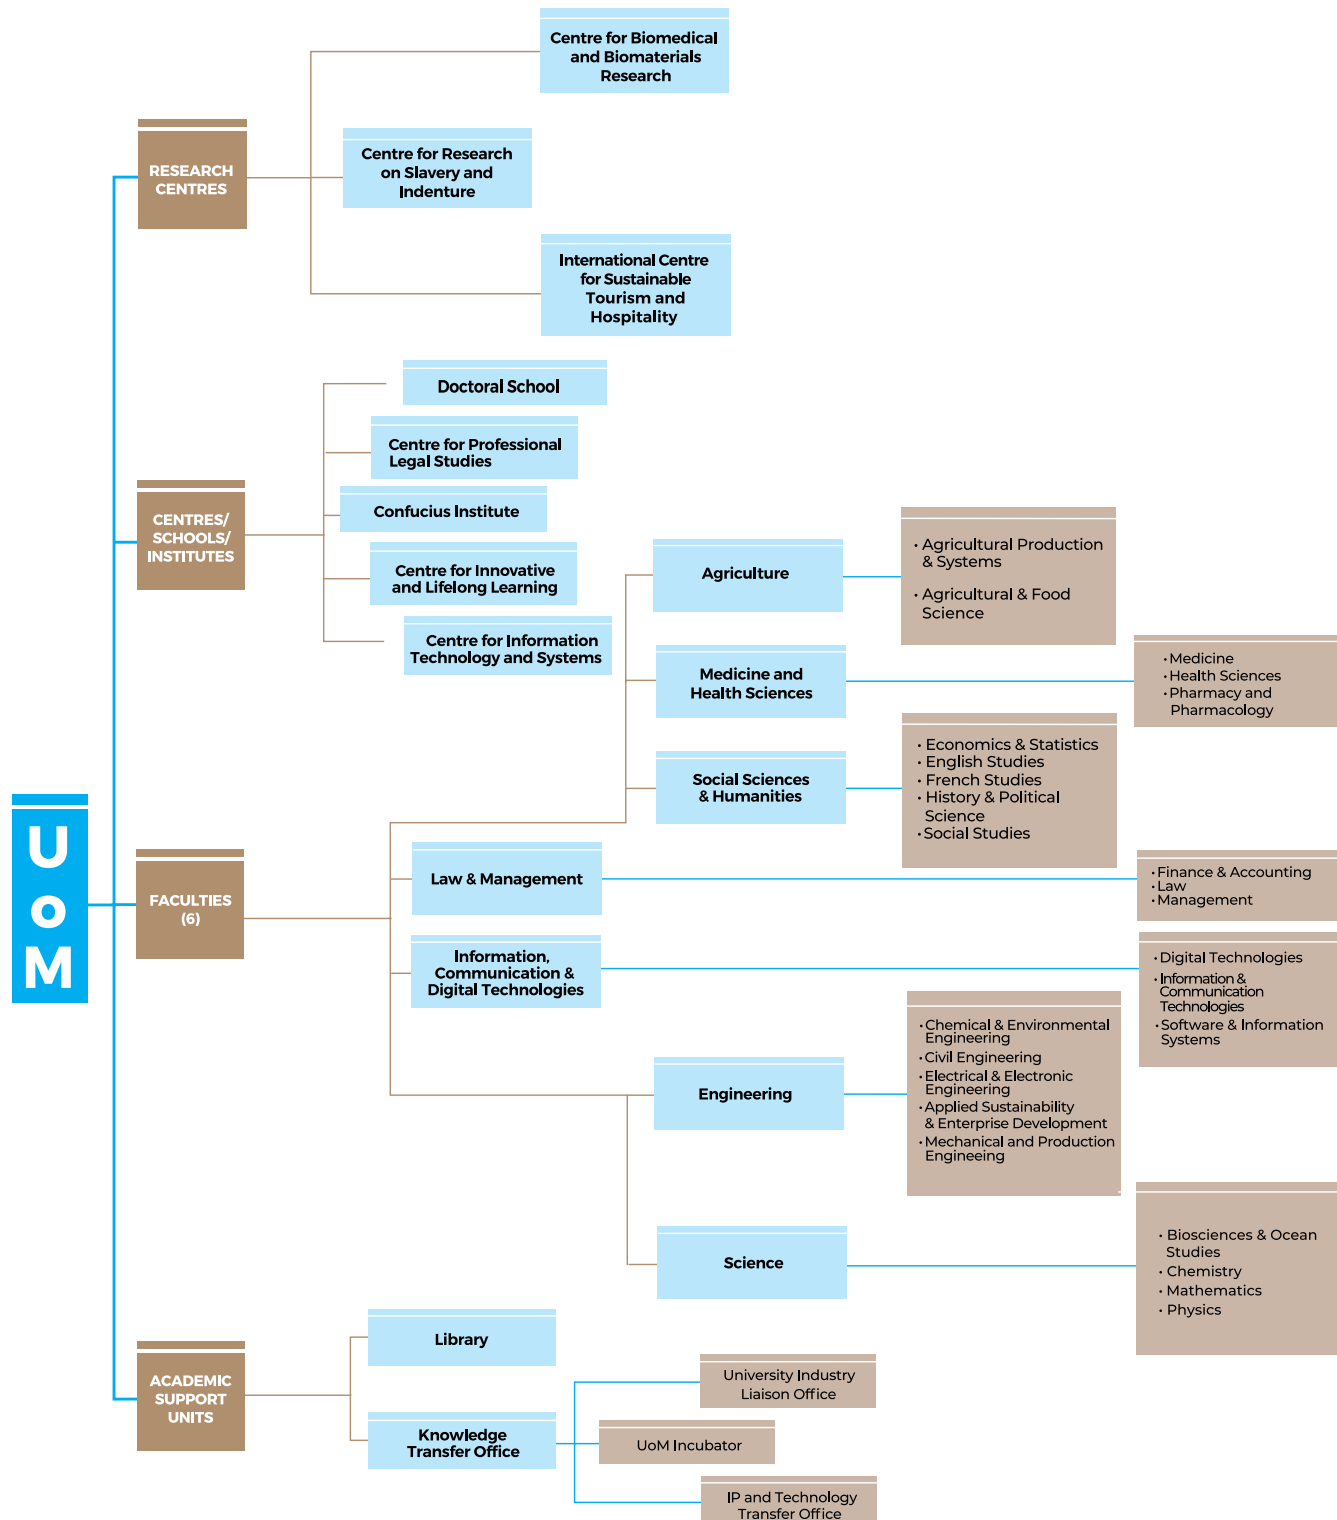 UoM
RESEARCH
CENTRES
Centre for Biomedical
and Biomaterials
Research
Centre for Research
on Slavery and
Indenture
International Centre
for Sustainable
Tourism and
Hospitality
CENTRES/
SCHOOLS/
INSTITUTES
Doctoral School
Centre for Professional
Legal Studies
Confucius Institute
Centre for Innovative
and Lifelong Learning
Centre for Information
Technology and Systems
FACULTIES
(6)
Agriculture
• Agricultural Production
& Systems
• Agricultural & Food
Science
Medicine and
Health Sciences
• Medicine
• Health Sciences
• Pharmacy and
Pharmacology
Social Sciences
& Humanities
• Economics & Statistics
• English Studies
• French Studies
• History & Political
Science
• Social Studies
Law & Management
• Finance & Accounting
• Law
• Management
Information,
Communication &
Digital Technologies
• Digital Technologies
• Information &
Communication
Technologies
• Software & Information
Systems
Engineering
• Chemical & Environmental
Engineering
• Civil Engineering
• Electrical & Electronic
Engineering
• Applied Sustainability
& Enterprise Development
• Mechanical and Production
Engineeing
Science
• Biosciences & Ocean
Studies
• Chemistry
• Mathematics
• Physics
ACADEMIC
SUPPORT
UNITS
Library
Knowledge
Transfer Office
University Industry
Liaison Office
UoM Incubator
IP and Technology
Transfer Office